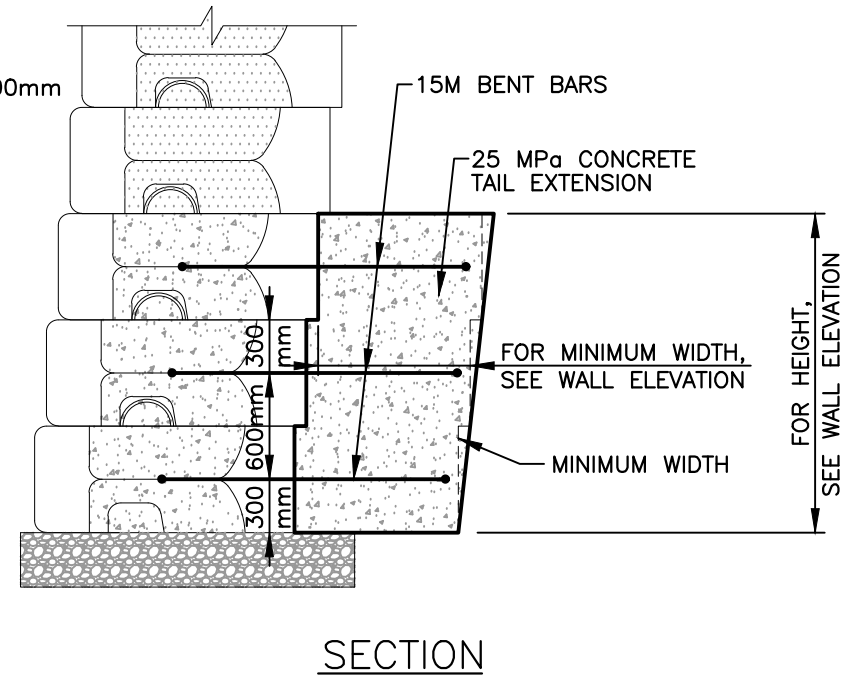 00mm
15M BENT BARS
25 MPa CONCRETE
TAIL EXTENSION
300
mm
FOR MINIMUM WIDTH,
SEE WALL ELEVATION
FOR HEIGHT,
SEE WALL ELEVATION
600mm
MINIMUM WIDTH
300
mm
SECTION